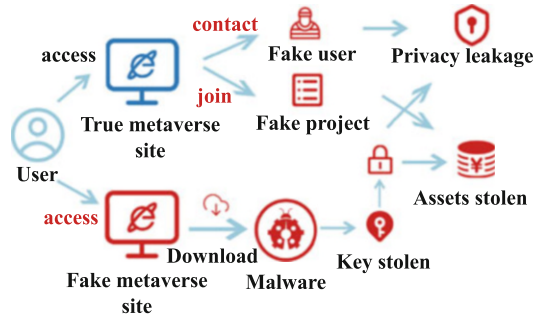 contact
Fake user
Privacy leakage
access
join
Fake project
True metaverse
site
User
Assets stolen
access
Download
Malware
Key stolen
Fake metaverse
site